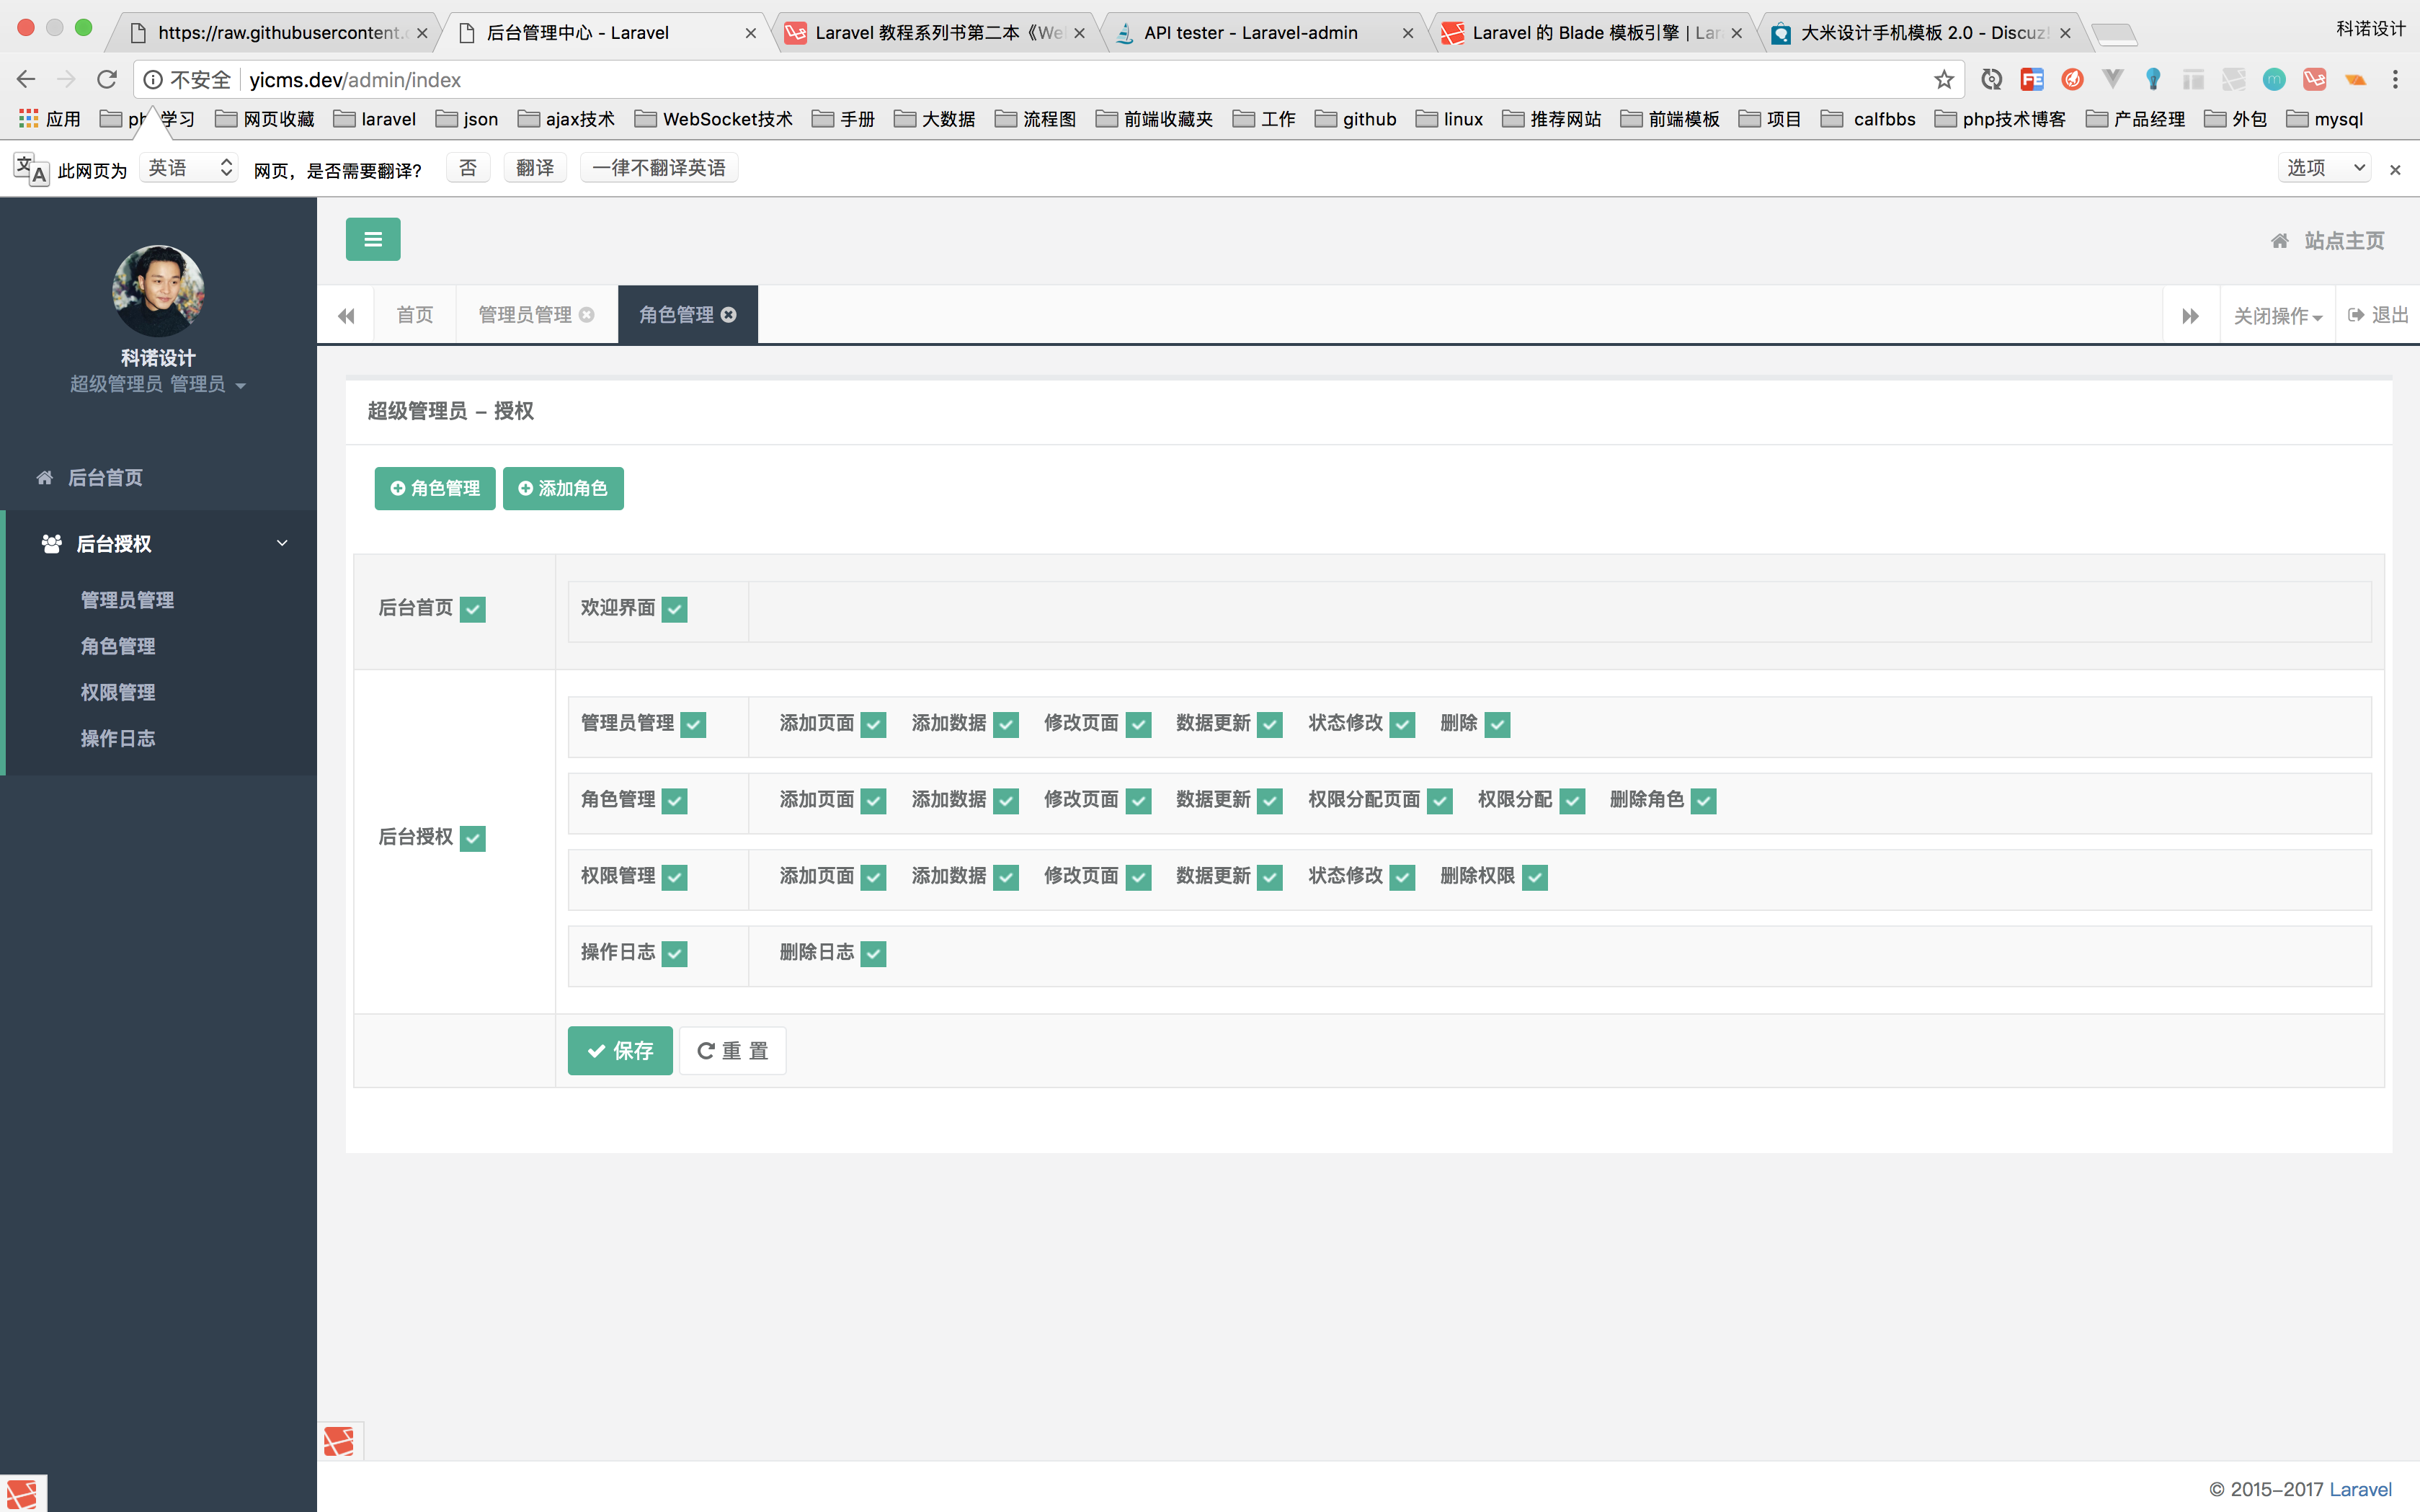 科诺设计
https://raw.githubusercontent.c
后台管理中心 - Laravel
Laravel 教程系列书第二本《We
API tester - Laravel-admin
Laravel 的 Blade 模板引擎 | Lar
大米设计手机模板 2.0 - Discuz!
不安全
yicms.dev/admin/index
应用
学习
网页收藏
laravel
json
ajax技术
WebSocket技术
手册
大数据
流程图
前端收藏夹
工作
github
linux
推荐网站
前端模板
项目
calfbbs
php技术博客
产品经理
外包
mysql
此网页为 英语 网页，是否需要翻译？ 否 翻译 一律不翻译英语 选项
科诺设计
超级管理员 管理员
后台首页
后台授权
管理员管理
角色管理
权限管理
操作日志
站点主页
首页 管理员管理 角色管理 关闭操作 退出
超级管理员 – 授权
角色管理 添加角色
后台首页 欢迎界面
后台授权
管理员管理 添加页面 添加数据 修改页面 数据更新 状态修改 删除
角色管理 添加页面 添加数据 修改页面 数据更新 权限分配页面 权限分配 删除角色
权限管理 添加页面 添加数据 修改页面 数据更新 状态修改 删除权限
操作日志 删除日志
保存 重 置
© 2015–2017 Laravel